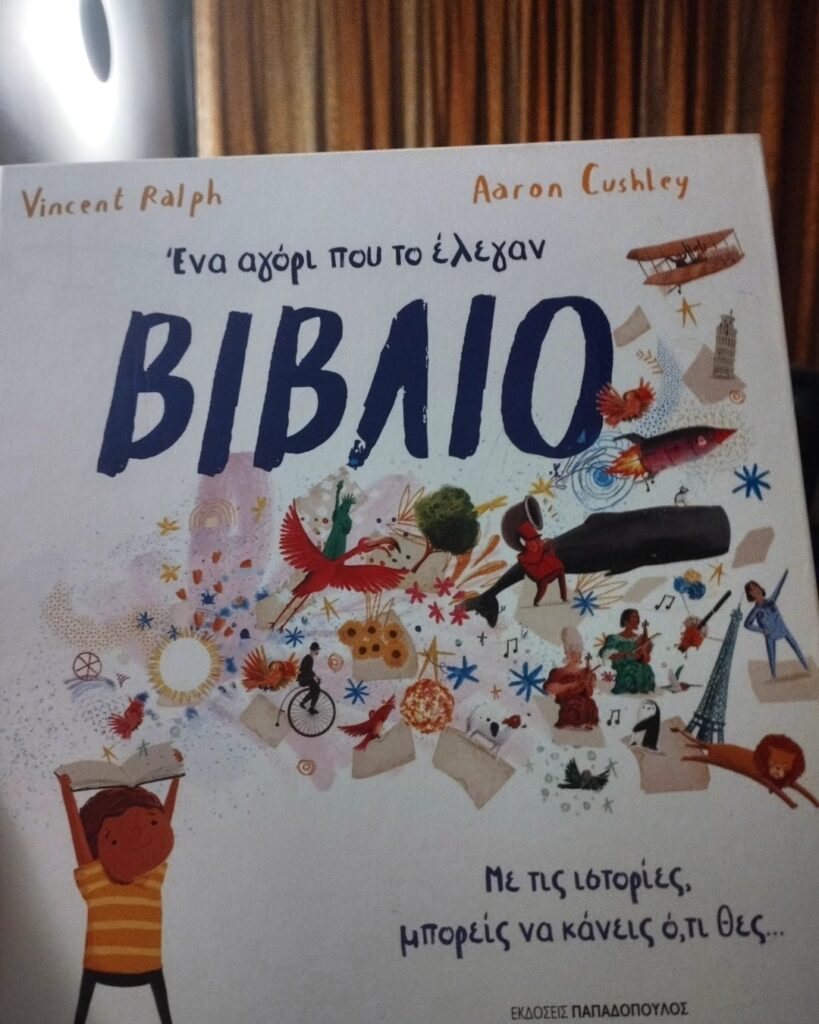 Vincent Ralph
Aaron Cushley
Ένα αγόρι που το έλεγαν
ΒΙΒΛΙΟ
Με τις ιστορίες,
μπορείς να κάνεις ό,τι θες...
ΕΚΔΟΣΕΙΣ ΠΑΠΑΔΟΠΟΥΛΟΣ